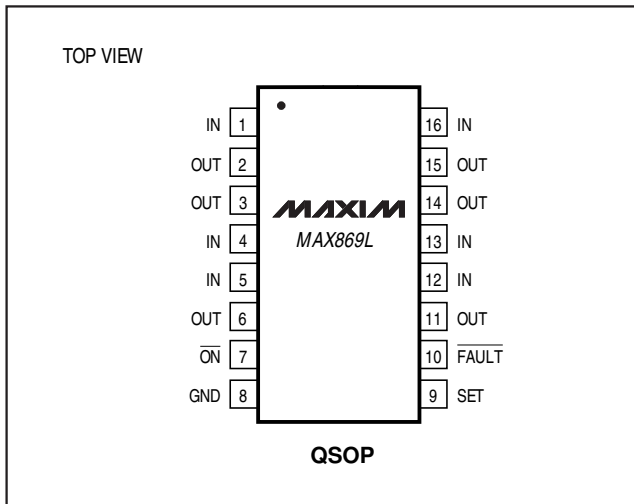 TOP VIEW
IN 1 16 IN
OUT 2 15 OUT
OUT 3 14 OUT
MAXIM
IN 4 MAX869L 13 IN
IN 5 12 IN
OUT 6 11 OUT
ON 7 10 FAULT
GND 8 9 SET
QSOP